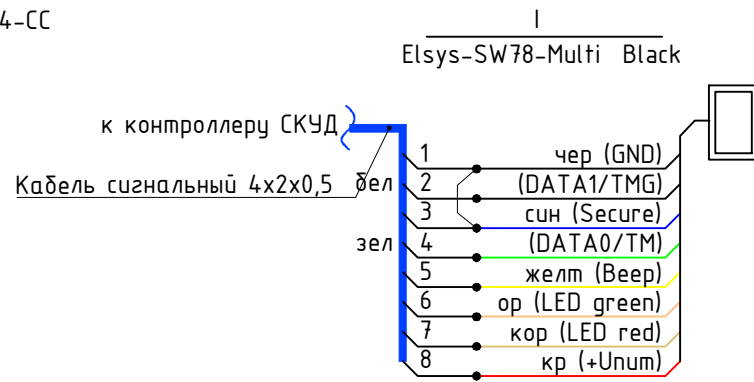 4-СС
I
Elsys-SW78-Multi Black
к контроллеру СКУД
1 чер (GND)
Кабель сигнальный 4х2х0,5
бел 2 (DATA1/TMG)
3 син (Secure)
зел 4 (DATA0/TM)
5 желт (Beep)
6 ор (LED green)
7 кор (LED red)
8 кр (+Uпит)